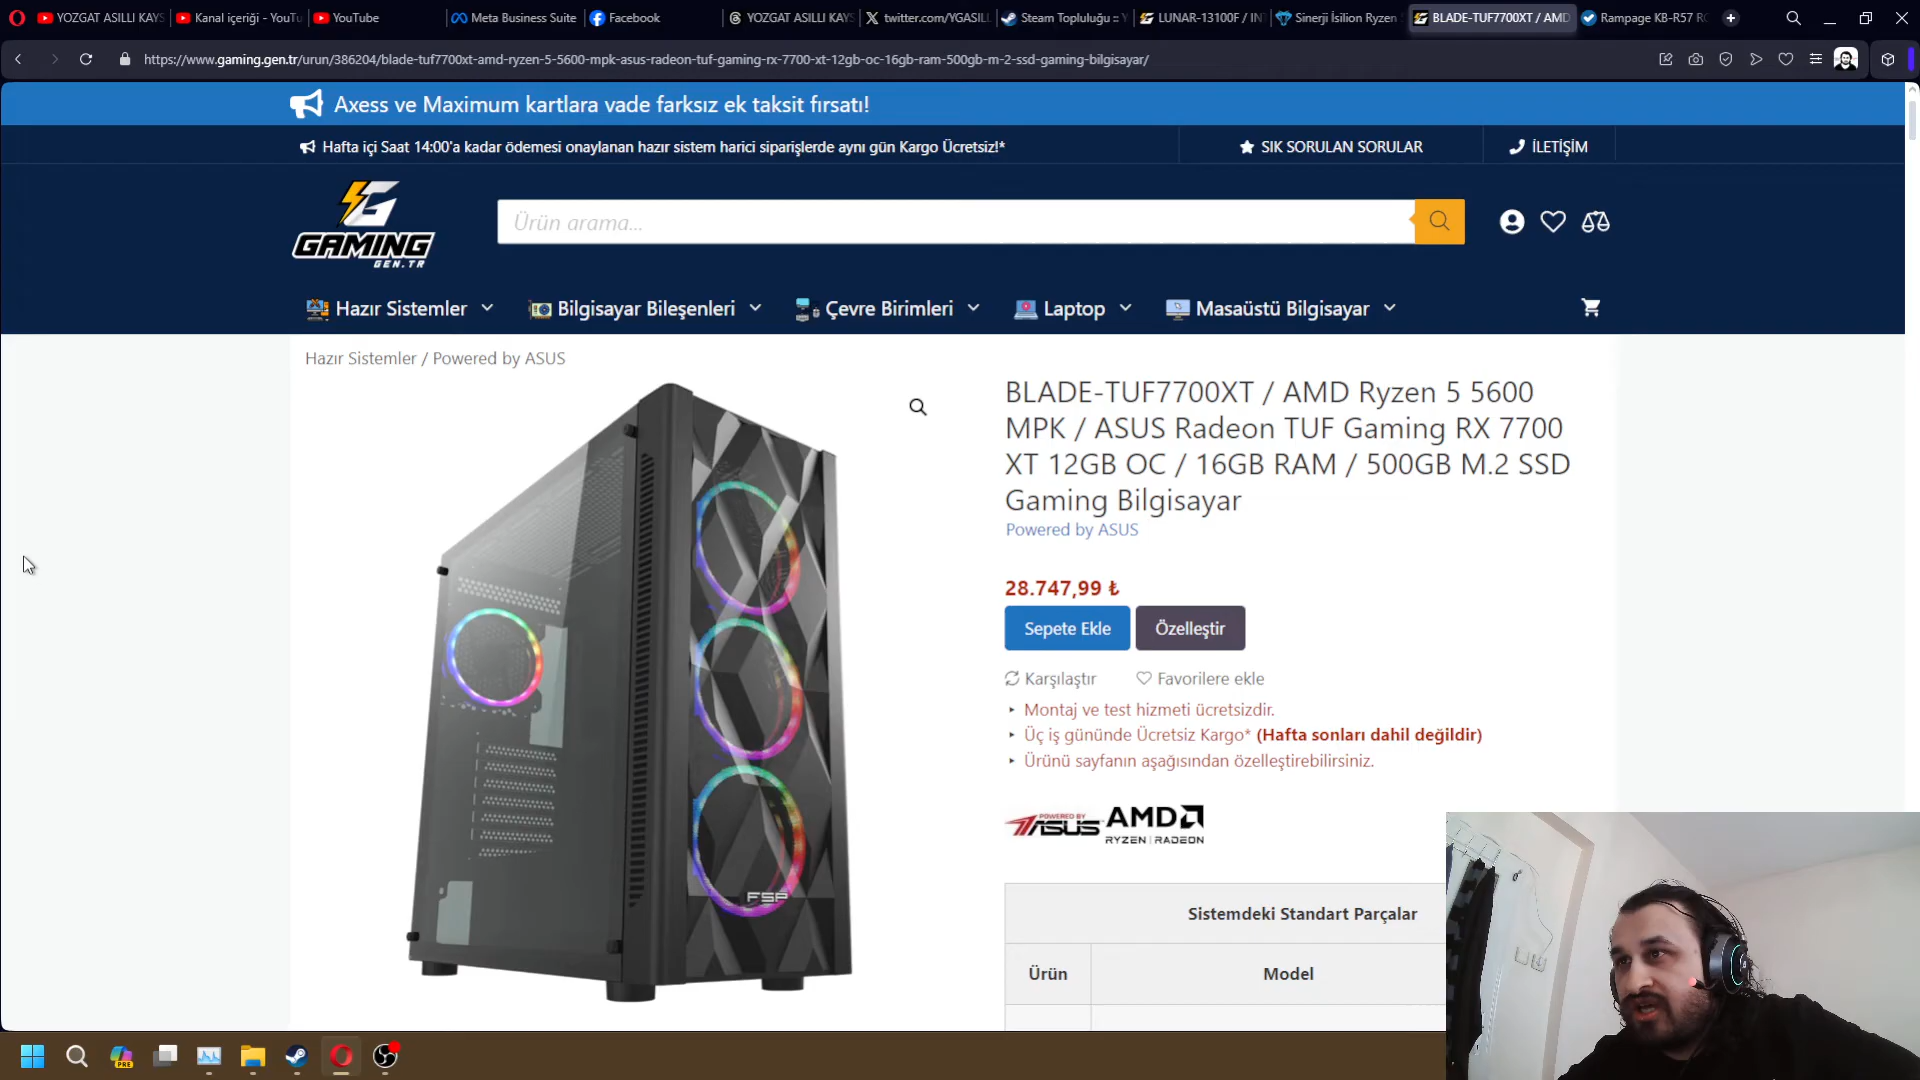 YOZGAT ASILLI KAYS
Kanal içeriği - YouTu
YouTube
Meta Business Suite
Facebook
YOZGAT ASILLI KAYS
twitter.com/YGASILL
Steam Topluluğu :: Y
LUNAR-13100F / IN
Sinerji İsilion Ryzen
BLADE-TUF7700XT / AMD
Rampage KB-R57 RG
https://www.gaming.gen.tr/urun/386204/blade-tuf7700xt-amd-ryzen-5-5600-mpk-asus-radeon-tuf-gaming-rx-7700-xt-12gb-oc-16gb-ram-500gb-m-2-ssd-gaming-bilgisayar/
Axess ve Maximum kartlara vade farksız ek taksit fırsatı!
Hafta içi Saat 14:00'a kadar ödemesi onaylanan hazır sistem harici siparişlerde aynı gün Kargo Ücretsiz!*
SIK SORULAN SORULAR
İLETİŞİM
GAMING
GEN.TR
Ürün arama...
Hazır Sistemler
Bilgisayar Bileşenleri
Çevre Birimleri
Laptop
Masaüstü Bilgisayar
Hazır Sistemler / Powered by ASUS
BLADE-TUF7700XT / AMD Ryzen 5 5600
MPK / ASUS Radeon TUF Gaming RX 7700
XT 12GB OC / 16GB RAM / 500GB M.2 SSD
Gaming Bilgisayar
Powered by ASUS
28.747,99 ₺
Sepete Ekle
Özelleştir
Karşılaştır
Favorilere ekle
Montaj ve test hizmeti ücretsizdir.
Üç iş gününde Ücretsiz Kargo* (Hafta sonları dahil değildir)
Ürünü sayfanın aşağısından özelleştirebilirsiniz.
POWERED BY
ASUS
AMD
RYZEN | RADEON
FSP
Sistemdeki Standart Parçalar
Ürün
Model
PRE